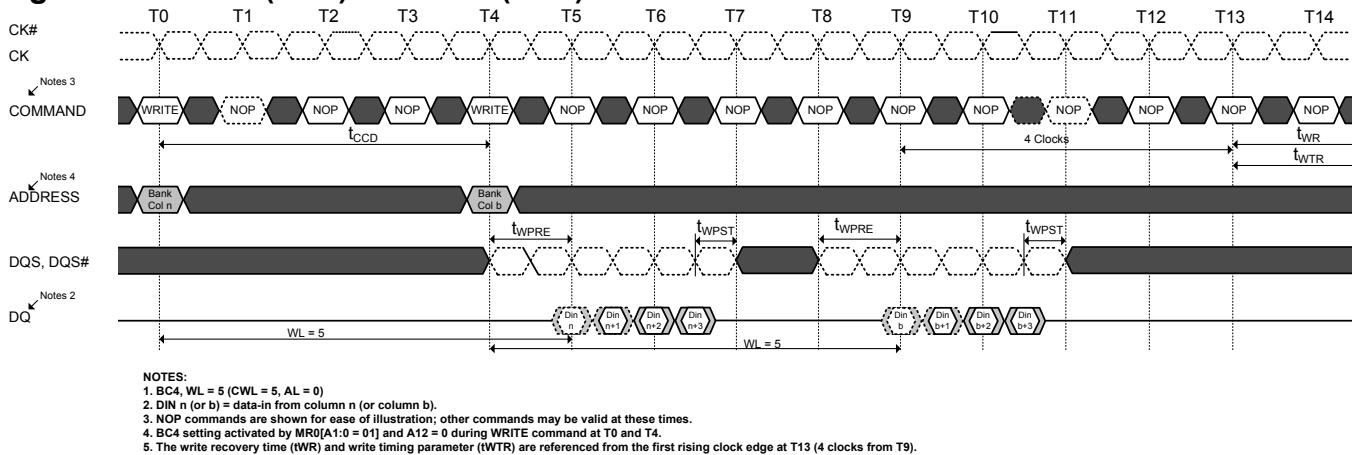 T0 T1 T2 T3 T4 T5 T6 T7 T8 T9 T10 T11 T12 T13 T14
CK#
CK
Notes 3
COMMAND
WRITE NOP NOP NOP WRITE NOP NOP NOP NOP NOP NOP NOP NOP NOP NOP
tCCD
4 Clocks
tWR
tWTR
Notes 4
ADDRESS
Bank Bank
Col n Col b
tWPRE tWPST tWPRE tWPST
DQS, DQS#
Notes 2
DQ
Din Din Din Din Din Din Din Din
n n+1 n+2 n+3 b b+1 b+2 b+3
WL = 5
WL = 5
NOTES:
1. BC4, WL = 5 (CWL = 5, AL = 0)
2. DIN n (or b) = data-in from column n (or column b).
3. NOP commands are shown for ease of illustration; other commands may be valid at these times.
4. BC4 setting activated by MR0[A1:0 = 01] and A12 = 0 during WRITE command at T0 and T4.
5. The write recovery time (tWR) and write timing parameter (tWTR) are referenced from the first rising clock edge at T13 (4 clocks from T9).